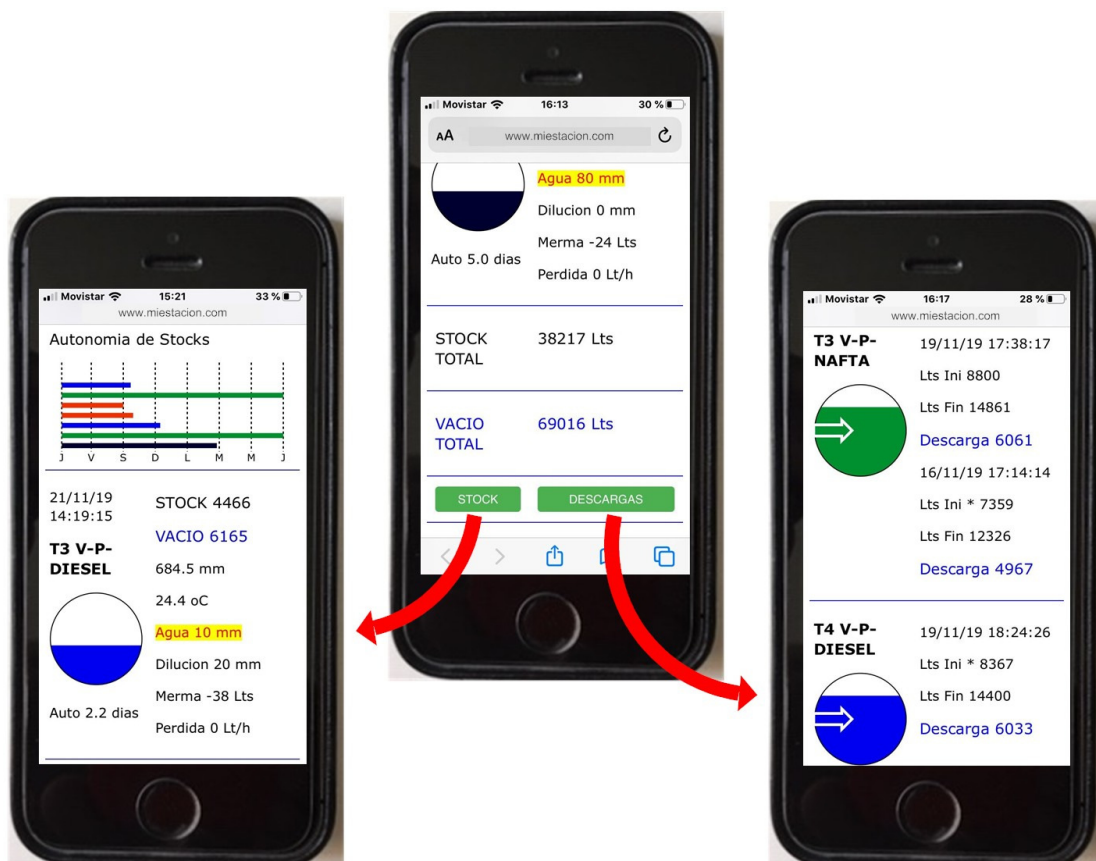 Movistar 15:21 33 %
www.miestacion.com
Autonomia de Stocks
J V S D L M M J
21/11/19
14:19:15
T3 V-P-
DIESEL
Auto 2.2 dias
STOCK 4466
VACIO 6165
684.5 mm
24.4 oC
Agua 10 mm
Dilucion 20 mm
Merma -38 Lts
Perdida 0 Lt/h
Movistar 16:13 30 %
AA www.miestacion.com
Agua 80 mm
Dilucion 0 mm
Merma -24 Lts
Perdida 0 Lt/h
Auto 5.0 dias
STOCK
TOTAL
38217 Lts
VACIO
TOTAL
69016 Lts
STOCK DESCARGAS
Movistar 16:17 28 %
www.miestacion.com
T3 V-P-
NAFTA
19/11/19 17:38:17
Lts Ini 8800
Lts Fin 14861
Descarga 6061
16/11/19 17:14:14
Lts Ini * 7359
Lts Fin 12326
Descarga 4967
T4 V-P-
DIESEL
19/11/19 18:24:26
Lts Ini * 8367
Lts Fin 14400
Descarga 6033